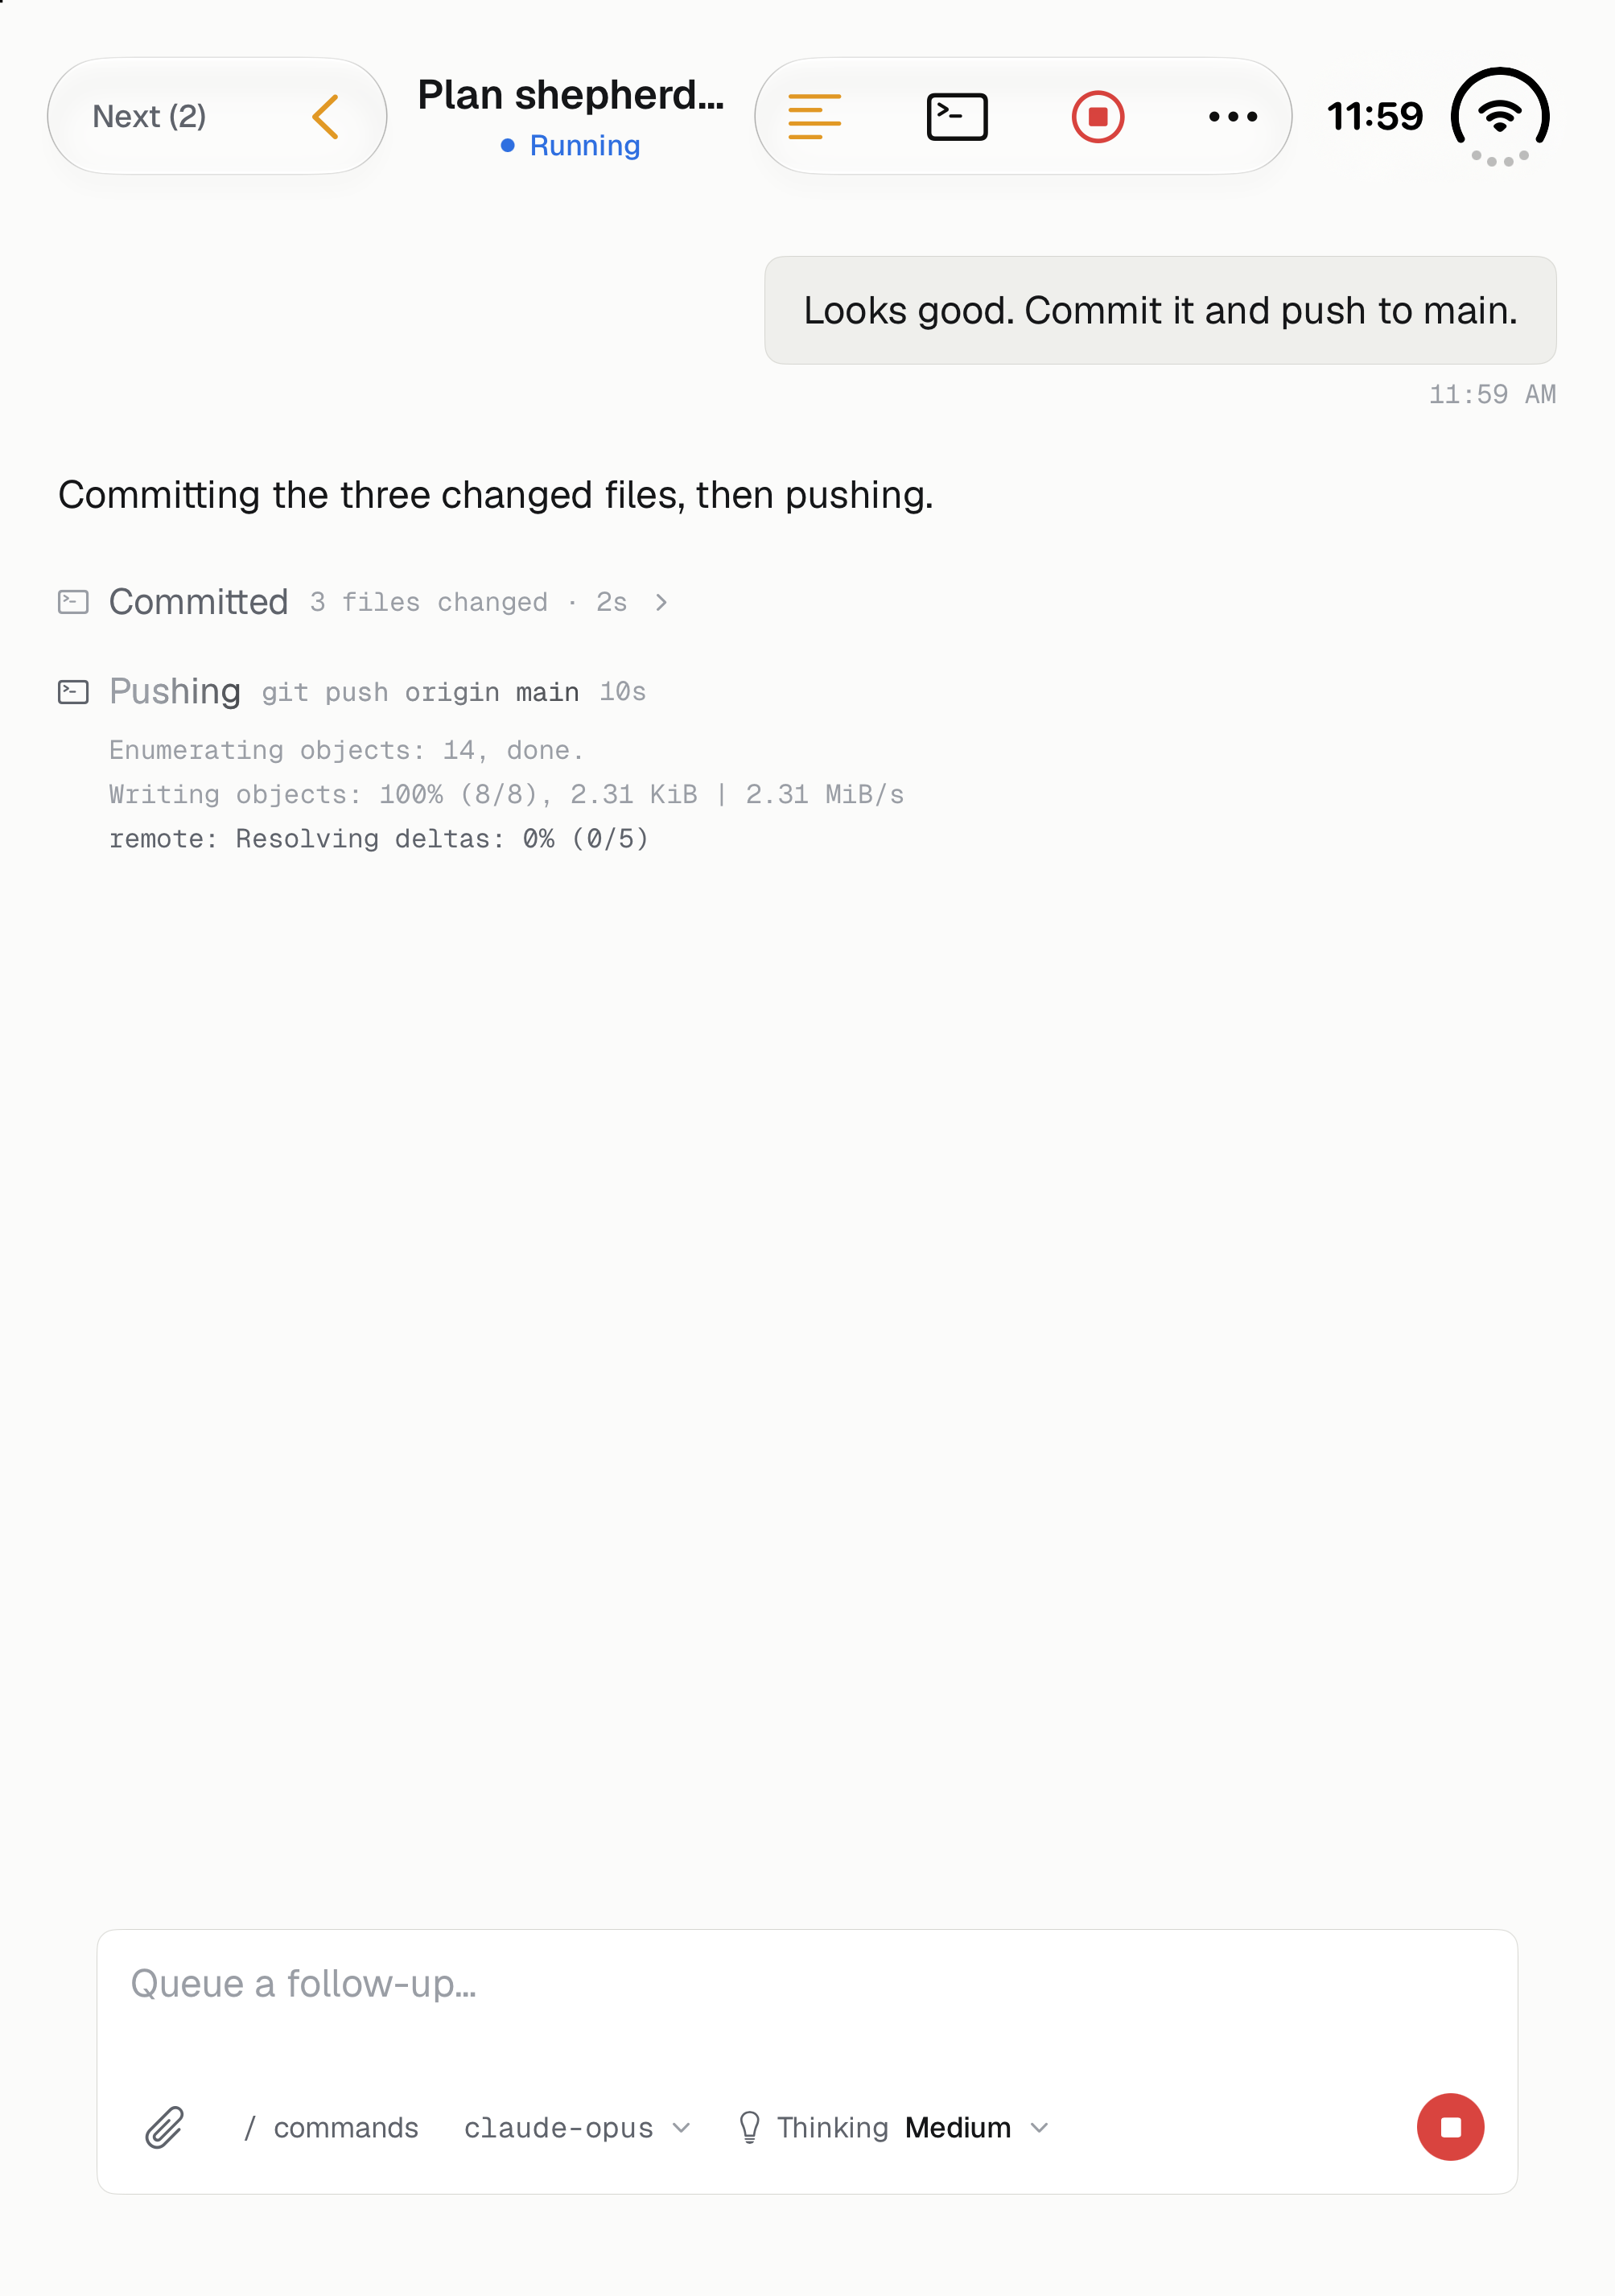 Next (2)
Plan shepherd...
Running
11:59
Looks good. Commit it and push to main.
11:59 AM
Committing the three changed files, then pushing.
Committed 3 files changed · 2s
Pushing git push origin main 10s
Enumerating objects: 14, done.
Writing objects: 100% (8/8), 2.31 KiB | 2.31 MiB/s
remote: Resolving deltas: 0% (0/5)
Queue a follow-up...
/ commands claude-opus Thinking Medium